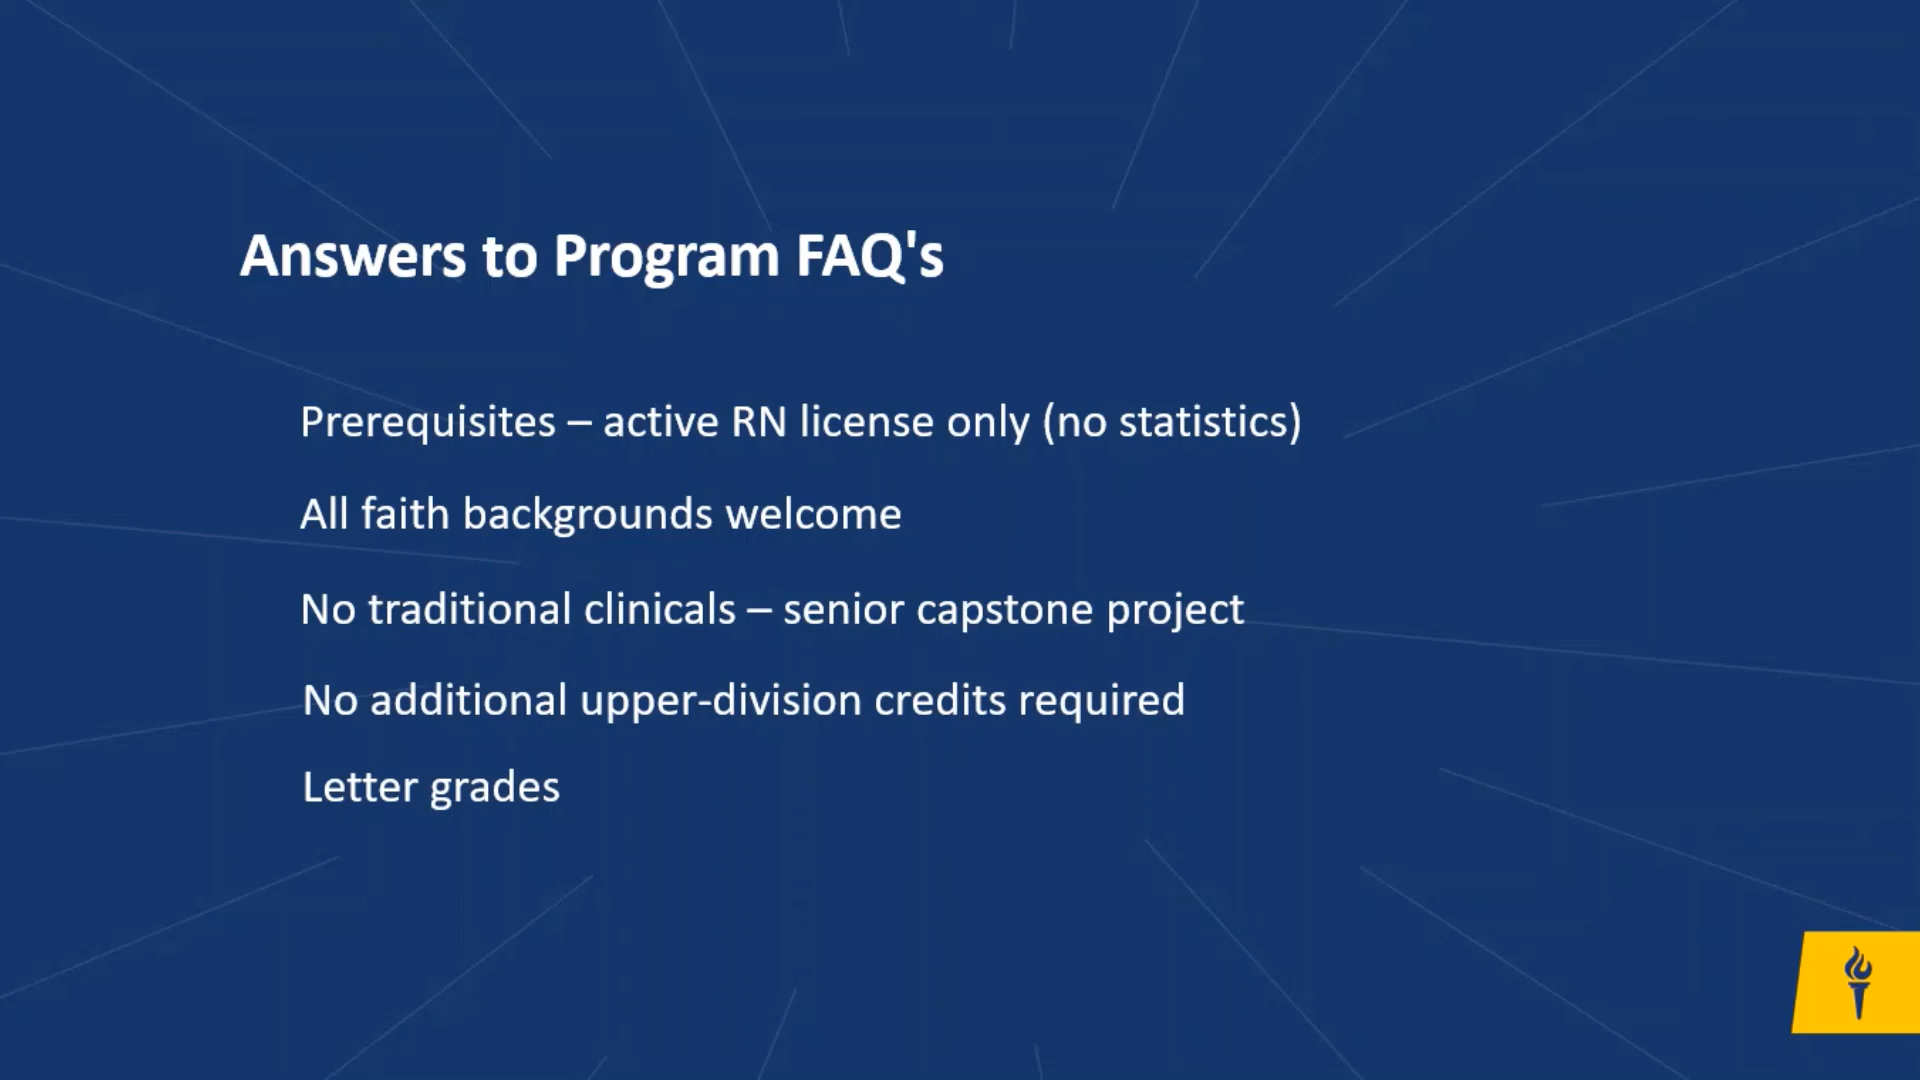 Answers to Program FAQ's
Prerequisites – active RN license only (no statistics)
All faith backgrounds welcome
No traditional clinicals – senior capstone project
No additional upper-division credits required
Letter grades